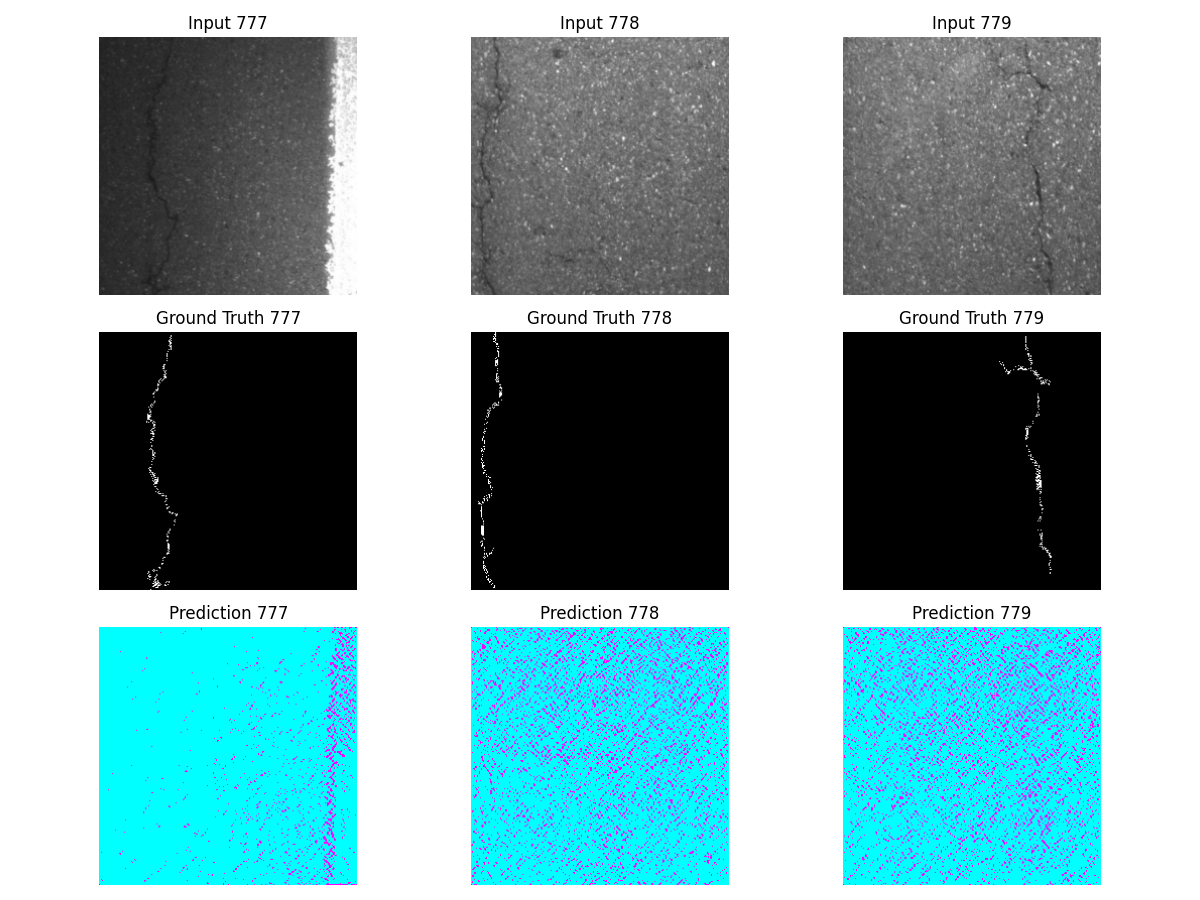 Input 777
Input 778
Input 779
Ground Truth 777
Ground Truth 778
Ground Truth 779
Prediction 777
Prediction 778
Prediction 779